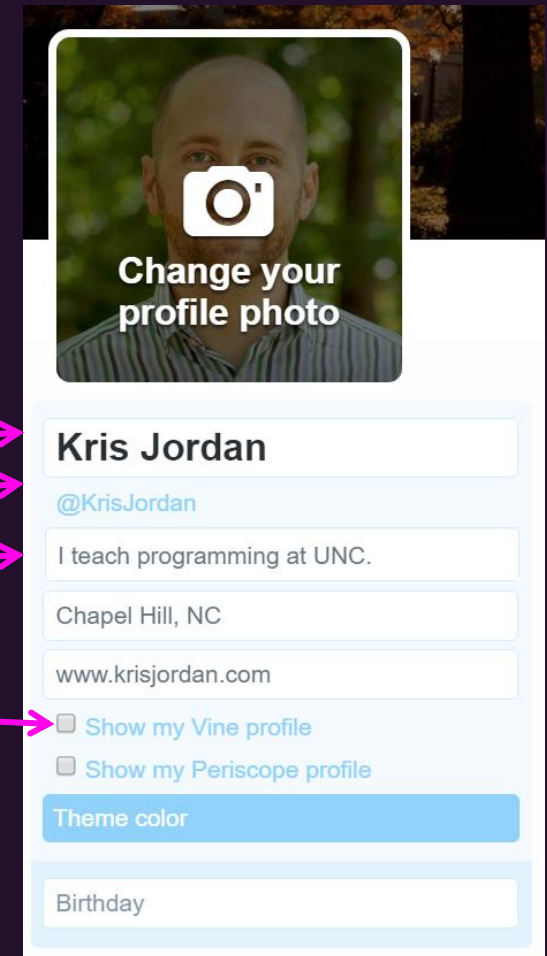 Change your
profile photo
Kris Jordan
@KrisJordan
I teach programming at UNC.
Chapel Hill, NC
www.krisjordan.com
Show my Vine profile
Show my Periscope profile
Theme color
Birthday